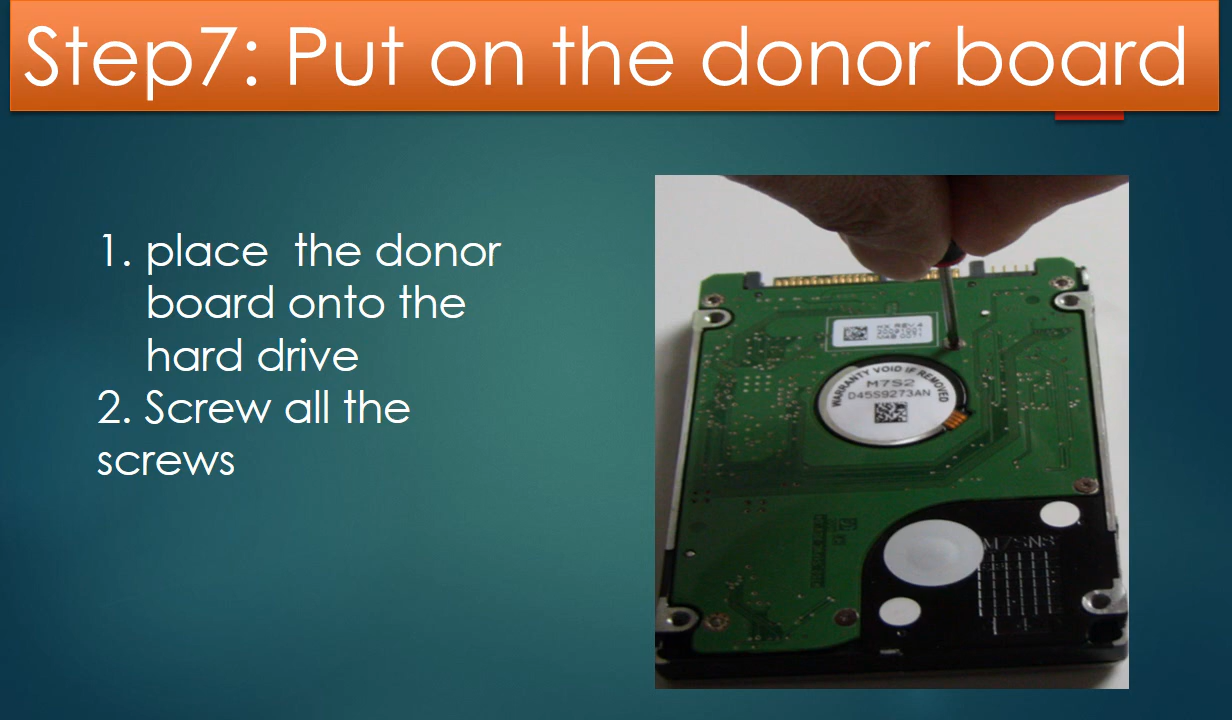 Step7: Put on the donor board
1. place  the donor
board onto the
hard drive
2. Screw all the
screws
WARRANTY VOID IF REMOVED
M7S2
D45S9273AN